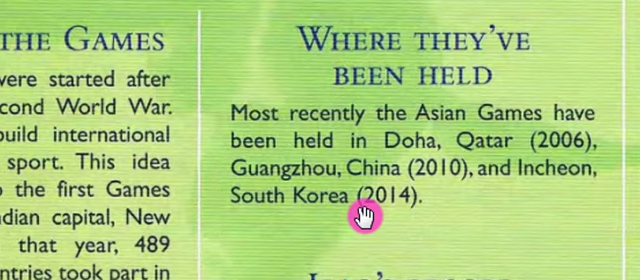 THE GAMES
were started after
cond World War.
build international
sport. This idea
the first Games
ndian capital, New
that year, 489
ntries took part in
WHERE THEY'VE
BEEN HELD
Most recently the Asian Games have
been held in Doha, Qatar (2006),
Guangzhou, China (2010), and Incheon,
South Korea (2014).